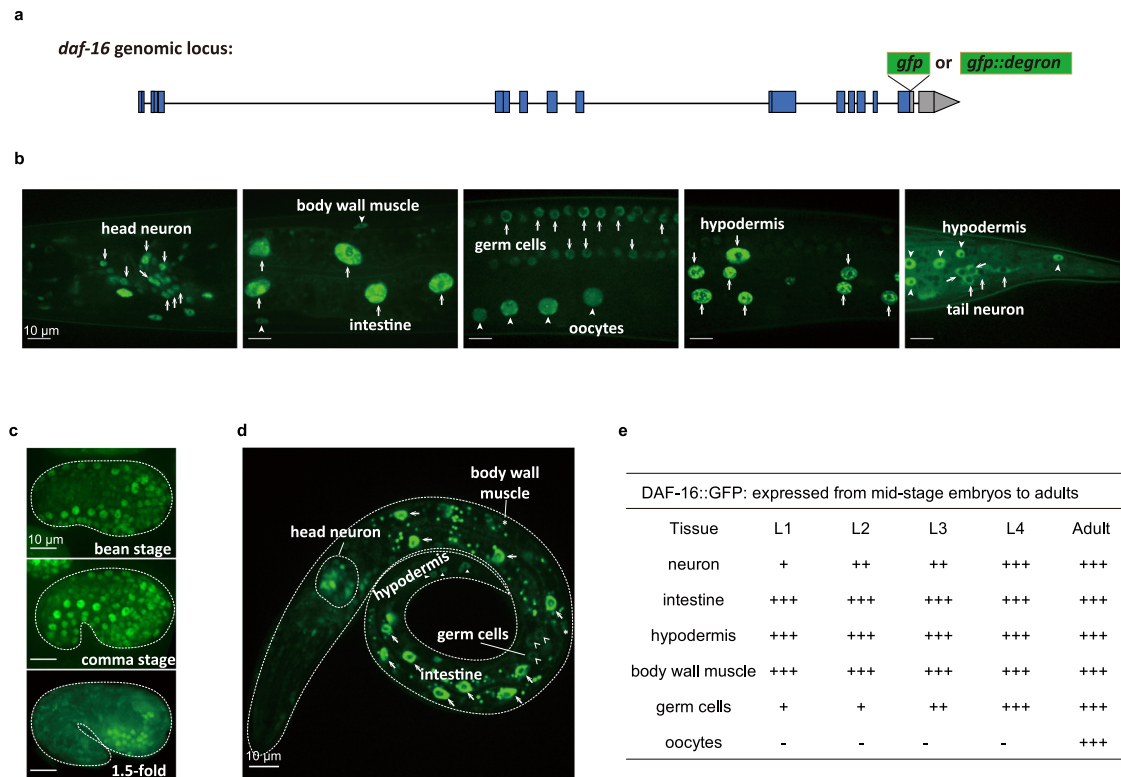 a
daf-16 genomic locus:
gfp or gfp::degron
b
head neuron
10 µm
body wall muscle
intestine
germ cells
oocytes
hypodermis
hypodermis
tail neuron
c
10 µm
bean stage
comma stage
1.5-fold
d
body wall
muscle
head neuron
hypodermis
germ cells
intestine
10 µm
e
DAF-16::GFP: expressed from mid-stage embryos to adults
Tissue L1 L2 L3 L4 Adult
neuron + ++ ++ +++ +++
intestine +++ +++ +++ +++ +++
hypodermis +++ +++ +++ +++ +++
body wall muscle +++ +++ +++ +++ +++
germ cells + + ++ +++ +++
oocytes - - - - +++